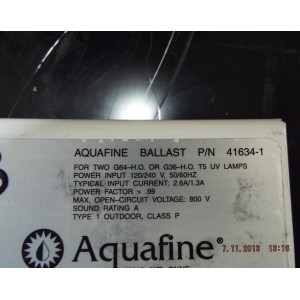 AQUAFINE BALLAST P/N 41634-1
FOR TWO G64-H.O. OR G36-H.O. T5 UV LAMPS
POWER INPUT 120/240 V, 50/60HZ
TYPICAL INPUT CURRENT: 2.6A/1.3A
POWER FACTOR > .99
MAX. OPEN-CIRCUIT VOLTAGE: 800 V
SOUND RATING A
TYPE 1 OUTDOOR, CLASS P
Aquafine®
7.11.2013 13:16